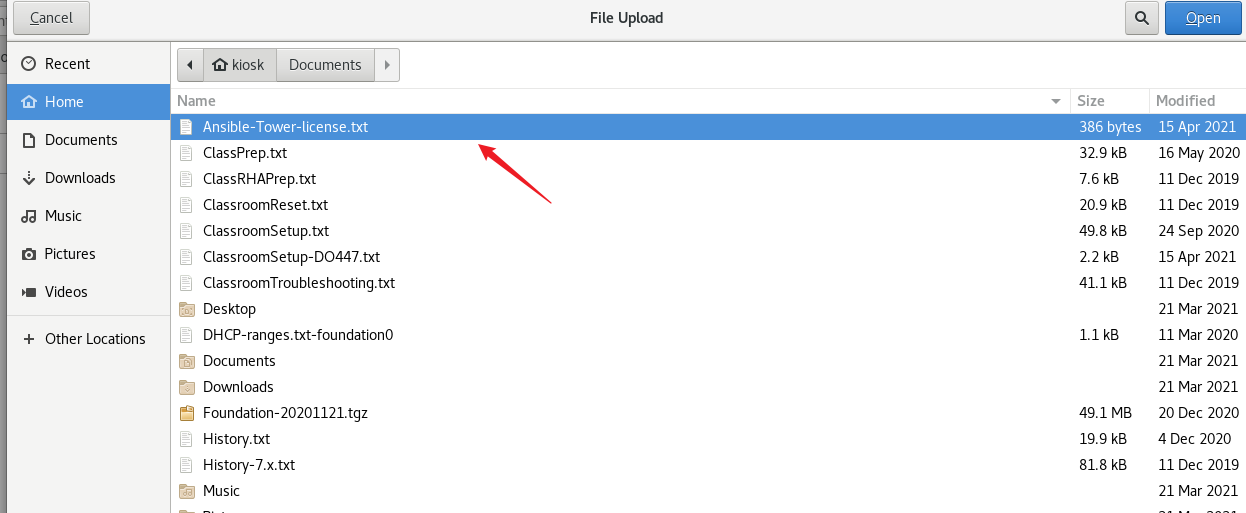 Cancel File Upload Open
Recent
Home
Documents
Downloads
Music
Pictures
Videos
Other Locations
kiosk Documents
Name Size Modified
Ansible-Tower-license.txt 386 bytes 15 Apr 2021
ClassPrep.txt 32.9 kB 16 May 2020
ClassRHAPrep.txt 7.6 kB 11 Dec 2019
ClassroomReset.txt 20.9 kB 11 Dec 2019
ClassroomSetup.txt 49.8 kB 24 Sep 2020
ClassroomSetup-DO447.txt 2.2 kB 15 Apr 2021
ClassroomTroubleshooting.txt 41.1 kB 11 Dec 2019
Desktop 21 Mar 2021
DHCP-ranges.txt-foundation0 1.1 kB 11 Mar 2020
Documents 21 Mar 2021
Downloads 21 Mar 2021
Foundation-20201121.tgz 49.1 MB 20 Dec 2020
History.txt 19.9 kB 4 Dec 2020
History-7.x.txt 81.8 kB 11 Dec 2019
Music 21 Mar 2021